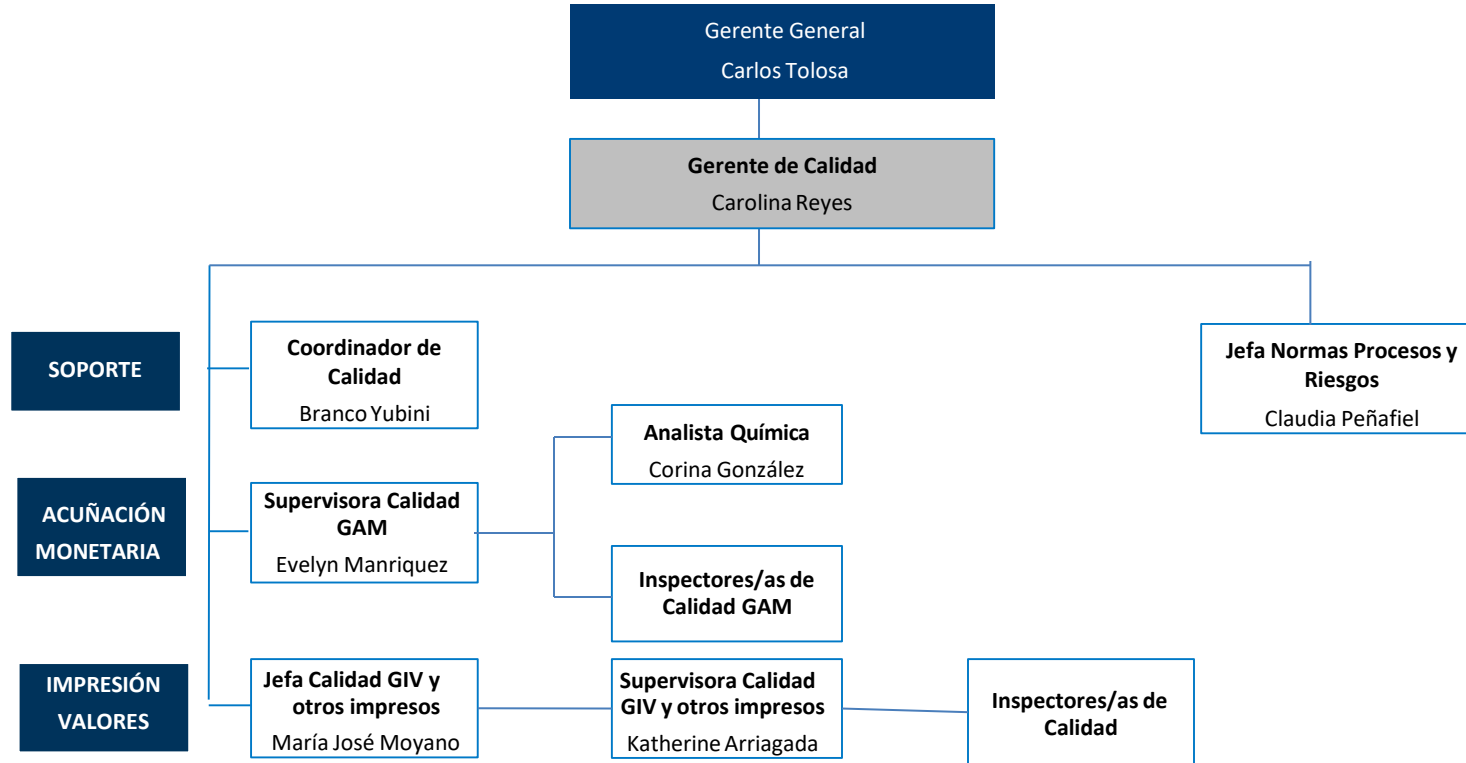 Gerente General
Carlos Tolosa
Gerente de Calidad
Carolina Reyes
SOPORTE
Coordinador de
Calidad
Branco Yubini
Jefa Normas Procesos y
Riesgos
Claudia Peñafiel
Analista Química
Corina González
ACUÑACIÓN
MONETARIA
Supervisora Calidad
GAM
Evelyn Manriquez
Inspectores/as de
Calidad GAM
IMPRESIÓN
VALORES
Jefa Calidad GIV y
otros impresos
María José Moyano
Supervisora Calidad
GIV y otros impresos
Katherine Arriagada
Inspectores/as de
Calidad